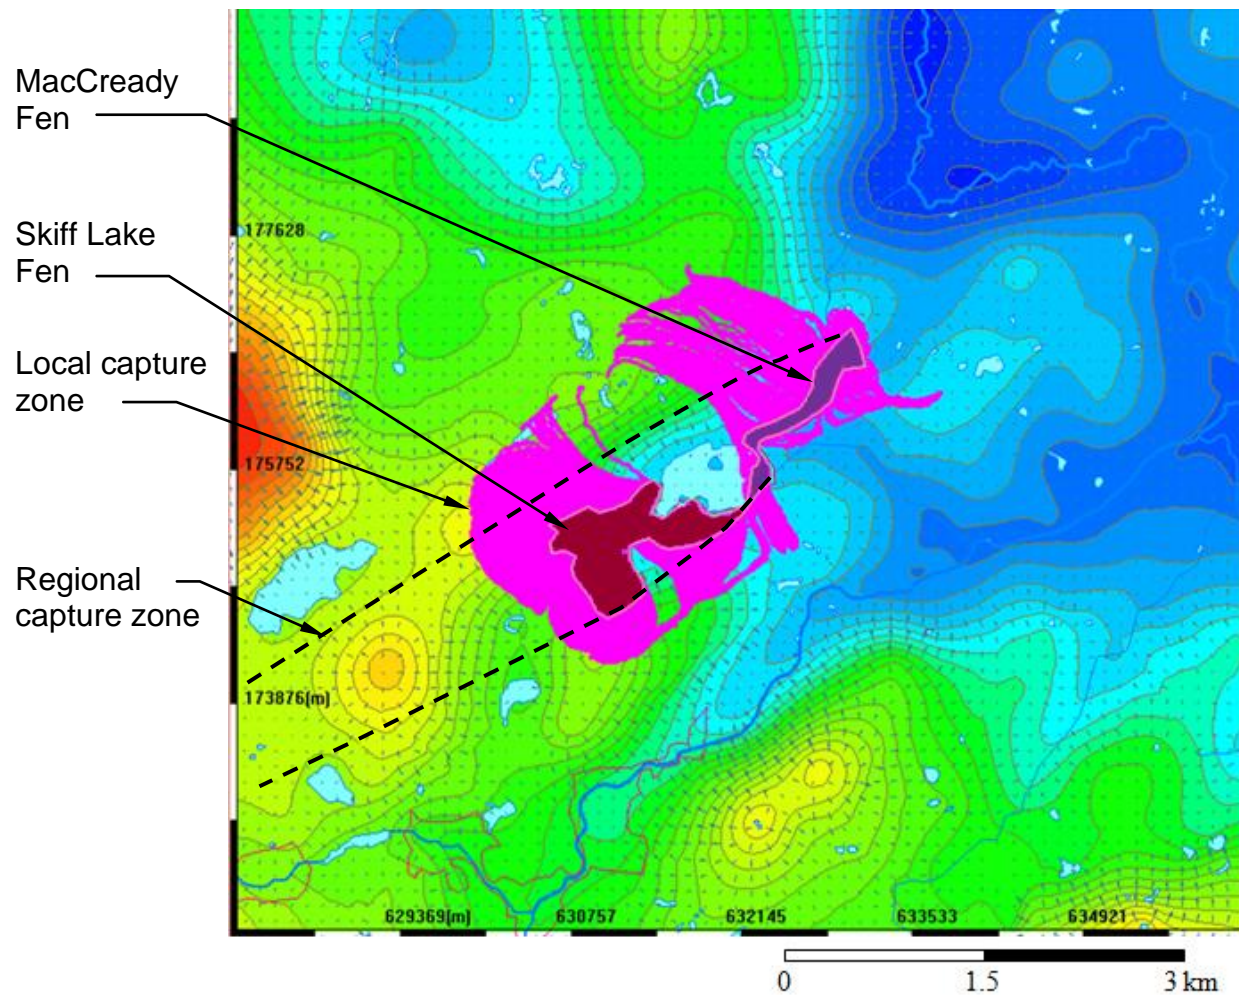 MacCready
Fen
Skiff Lake
Fen
Local capture
zone
Regional
capture zone
177628
175752
173876(m)
629369(m) 630757 632145 633533 634921
0 1.5 3 km